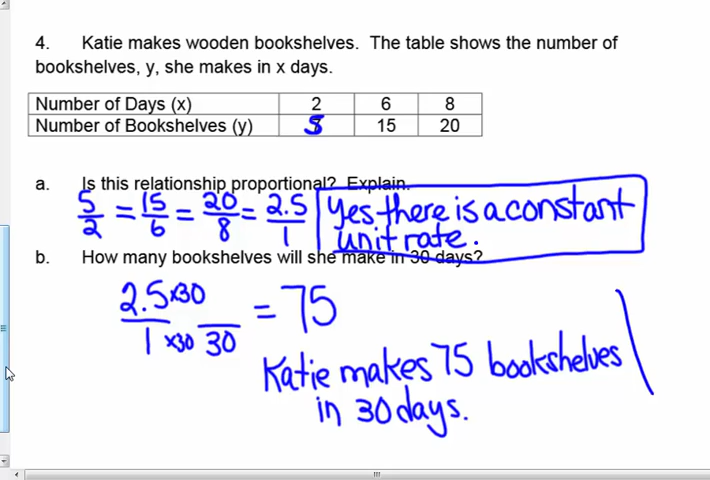 4. Katie makes wooden bookshelves. The table shows the number of
bookshelves, y, she makes in x days.
Number of Days (x) 2 6 8
Number of Bookshelves (y) 5 15 20
a. Is this relationship proportional? Explain.
5/2 = 15/6 = 20/8 = 2.5/1 Yes there is a constant
unit rate.
b. How many bookshelves will she make in 30 days?
2.5 x30 / 1 x30 /30 = 75
Katie makes 75 bookshelves
in 30 days.